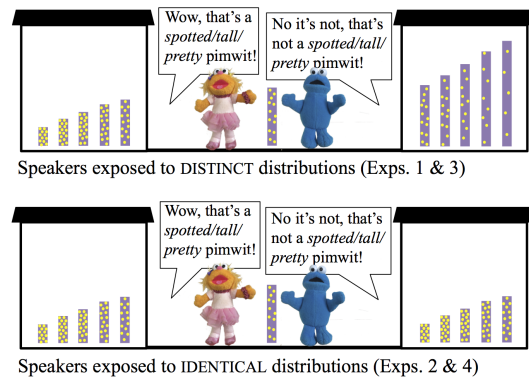 Wow, that's a
spotted/tall/
pretty pimwit!
No it's not, that's
not a spotted/tall/
pretty pimwit!
Speakers exposed to DISTINCT distributions (Exps. 1 & 3)
Wow, that's a
spotted/tall/
pretty pimwit!
No it's not, that's
not a spotted/tall/
pretty pimwit!
Speakers exposed to IDENTICAL distributions (Exps. 2 & 4)